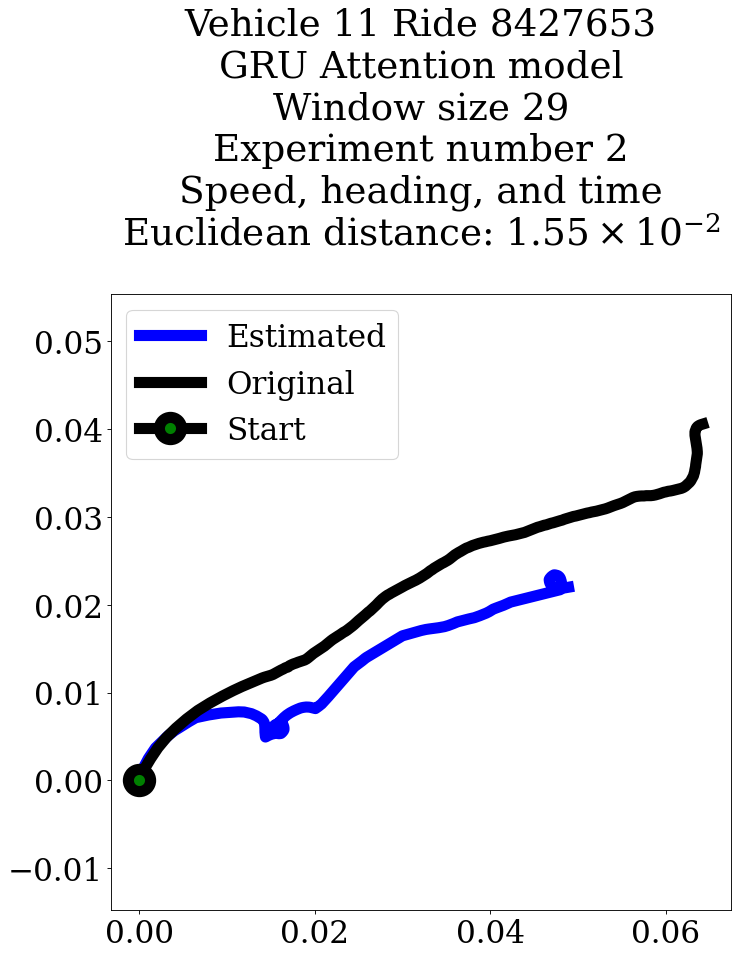 Vehicle 11 Ride 8427653
GRU Attention model
Window size 29
Experiment number 2
Speed, heading, and time
Euclidean distance: 1.55 × 10⁻²
Estimated
Original
Start
0.05
0.04
0.03
0.02
0.01
0.00
−0.01
0.00 0.02 0.04 0.06